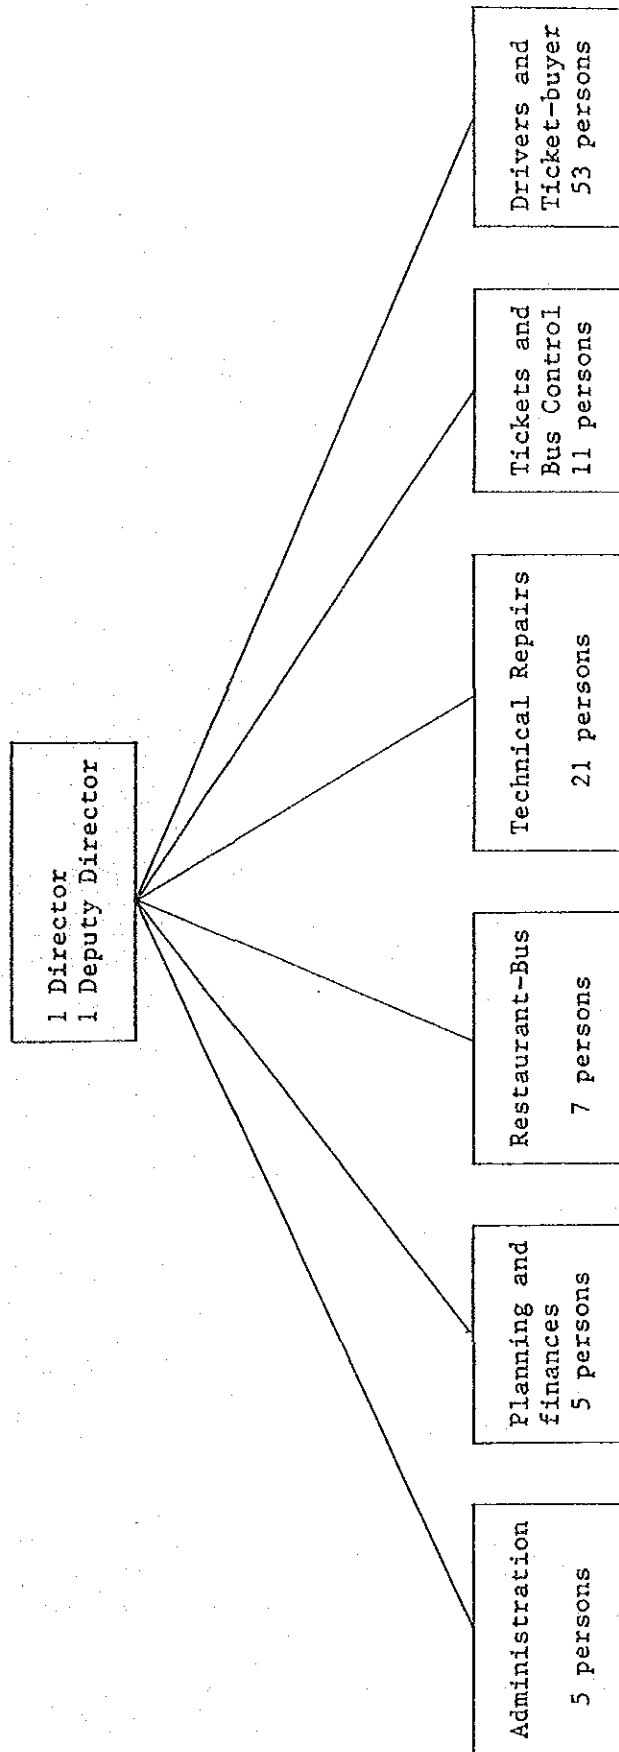 1 Director
1 Deputy Director
Administration
5 persons
Planning and
finances
5 persons
Restaurant-Bus
7 persons
Technical Repairs
21 persons
Tickets and
Bus Control
11 persons
Drivers and
Ticket-buyer
53 persons